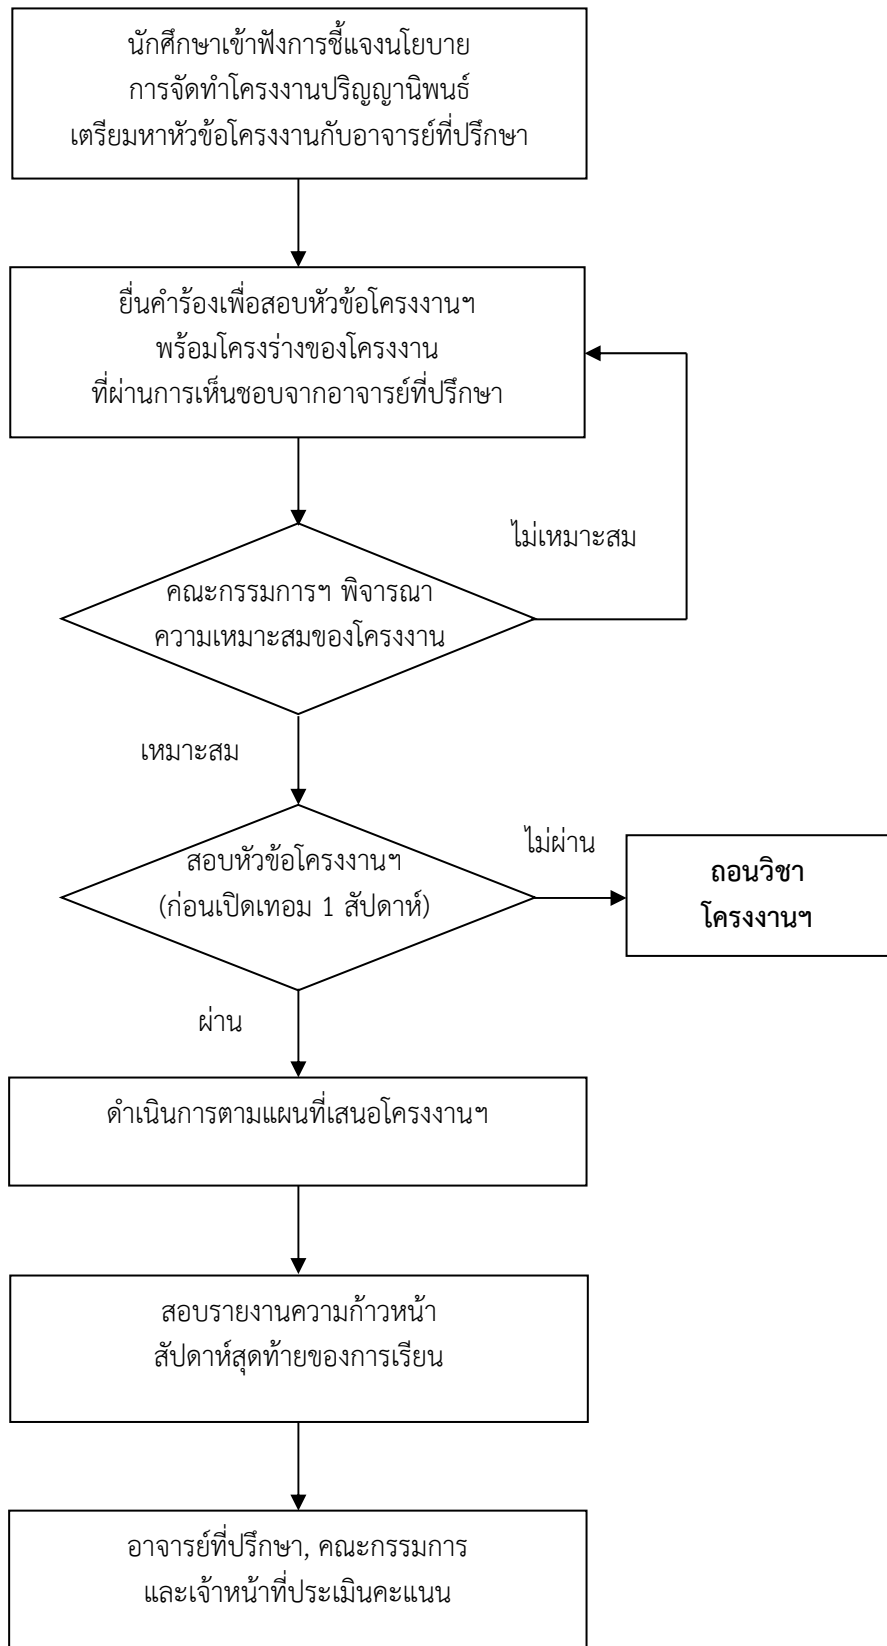 นักศึกษาเข้าฟังการชี้แจงนโยบาย
การจัดทำโครงงานปริญญานิพนธ์
เตรียมหาหัวข้อโครงงานกับอาจารย์ที่ปรึกษา
ยื่นคำร้องเพื่อสอบหัวข้อโครงงานฯ
พร้อมโครงร่างของโครงงาน
ที่ผ่านการเห็นชอบจากอาจารย์ที่ปรึกษา
ไม่เหมาะสม
คณะกรรมการฯ พิจารณา
ความเหมาะสมของโครงงาน
เหมาะสม
สอบหัวข้อโครงงานฯ
(ก่อนเปิดเทอม 1 สัปดาห์)
ไม่ผ่าน
ถอนวิชา
โครงงานฯ
ผ่าน
ดำเนินการตามแผนที่เสนอโครงงานฯ
สอบรายงานความก้าวหน้า
สัปดาห์สุดท้ายของการเรียน
อาจารย์ที่ปรึกษา, คณะกรรมการ
และเจ้าหน้าที่ประเมินคะแนน